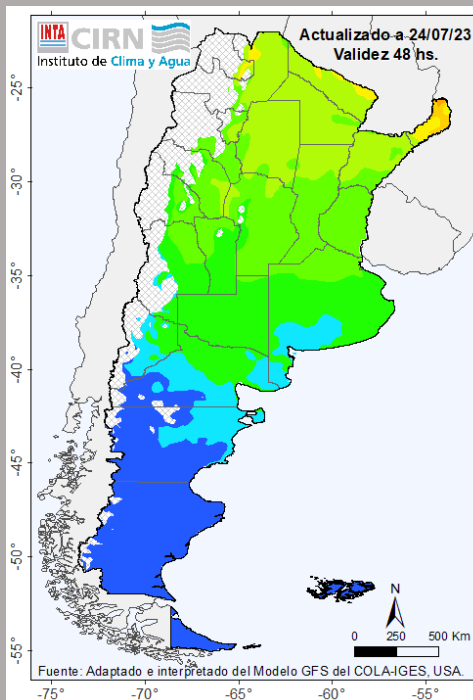 INTA CIRN
Instituto de Clima y Agua
Actualizado a 24/07/23
Validez 48 hs.
-25°
-30°
-35°
-40°
-45°
-50°
-55°
N
0 250 500 Km
Fuente: Adaptado e interpretado del Modelo GFS del COLA-IGES, USA.
-75° -70° -65° -60° -55°